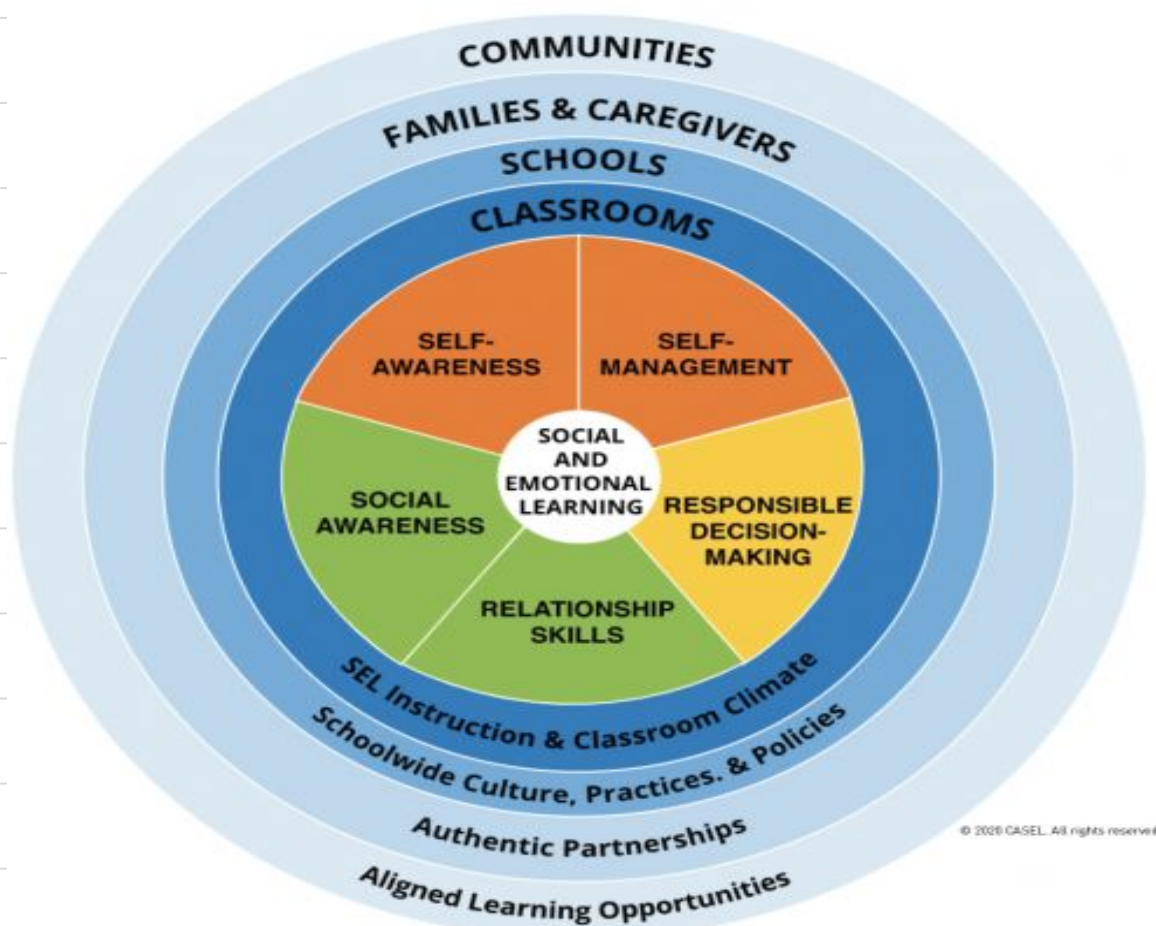 COMMUNITIES
FAMILIES & CAREGIVERS
SCHOOLS
CLASSROOMS
SELF-
AWARENESS
SELF-
MANAGEMENT
SOCIAL
AND
EMOTIONAL
LEARNING
SOCIAL
AWARENESS
RESPONSIBLE
DECISION-
MAKING
RELATIONSHIP
SKILLS
SEL Instruction & Classroom Climate
Schoolwide Culture, Practices. & Policies
Authentic Partnerships
Aligned Learning Opportunities
© 2020 CASEL. All rights reserved